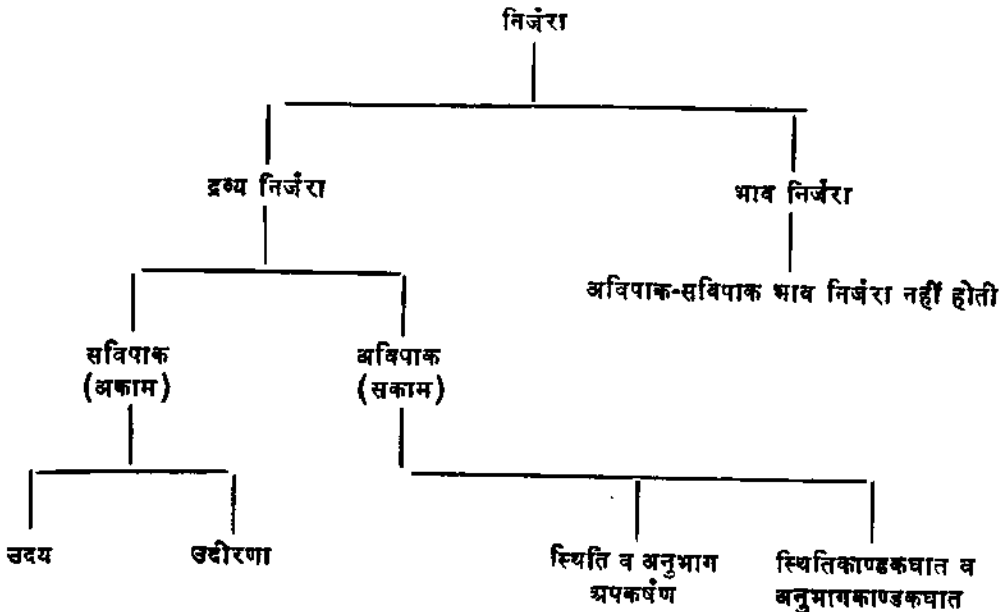 निर्जरा
द्रव्य निर्जरा
भाव निर्जरा
अविपाक-सविपाक भाव निर्जरा नहीं होती
सविपाक
(अकाम)
अविपाक
(सकाम)
उदय
उदीरणा
स्थिति व अनुभाग
अपकर्षण
स्थितिकाण्डकघात व
अनुभागकाण्डकघात